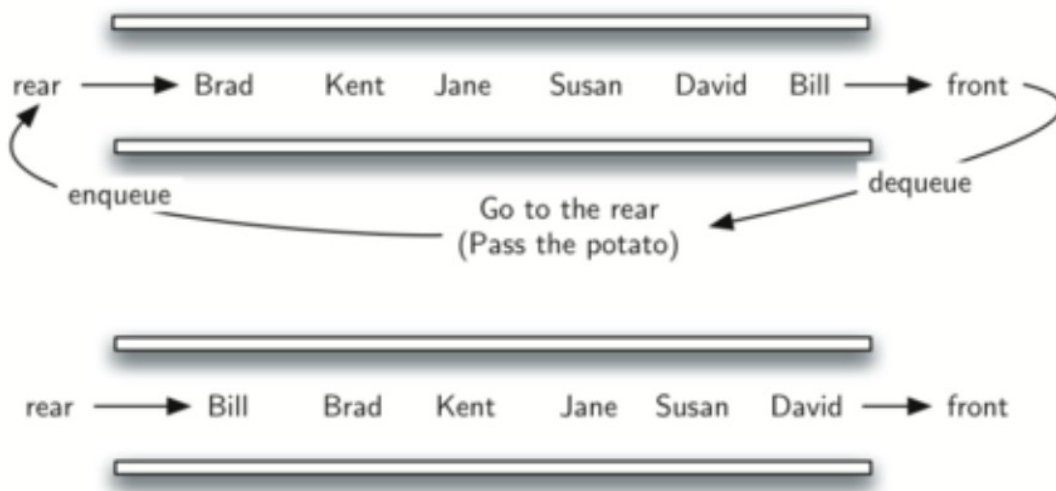 rear Brad Kent Jane Susan David Bill front
enqueue
dequeue
Go to the rear
(Pass the potato)
rear Bill Brad Kent Jane Susan David front